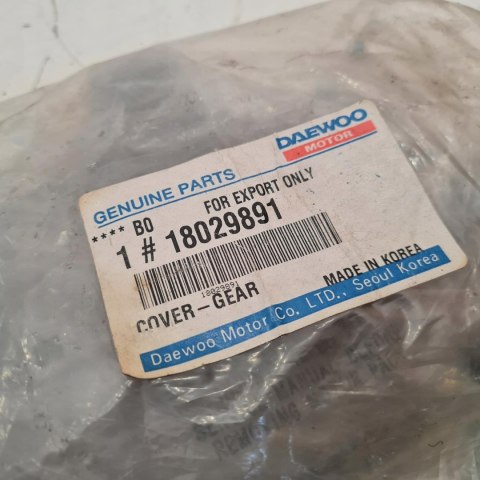 DAEWOO
MOTOR
GENUINE PARTS
FOR EXPORT ONLY
**** BO
1 # 18029891
18029891
COVER-GEAR
MADE IN KOREA
Daewoo Motor Co. LTD., Seoul Korea